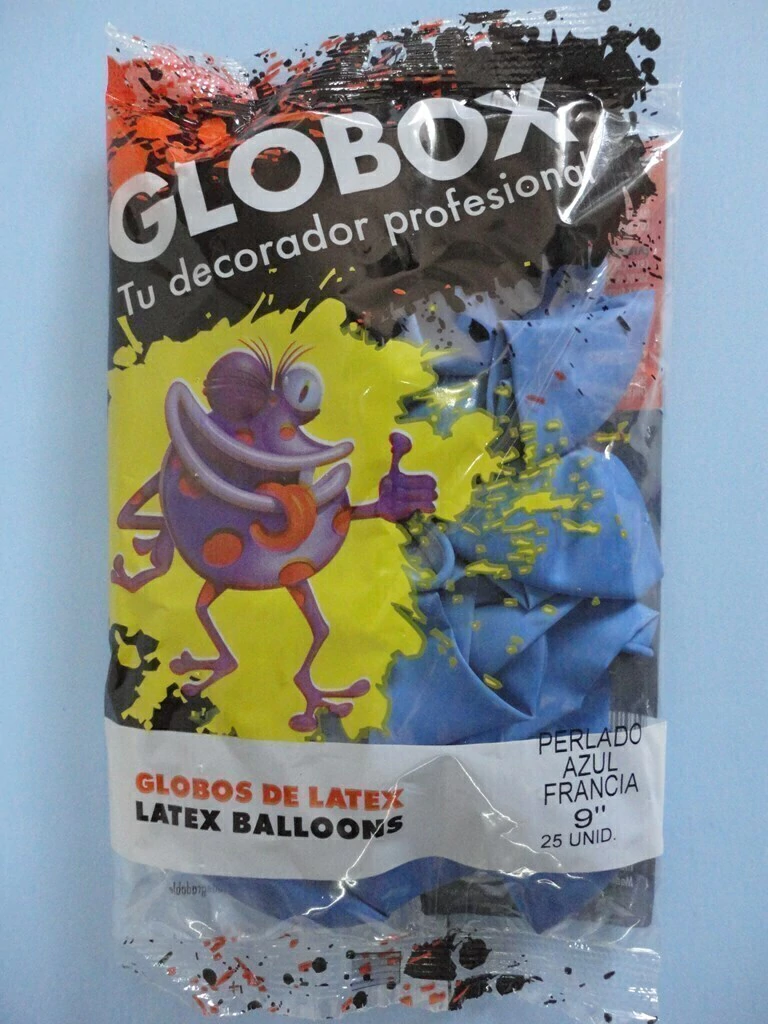 GLOBOX
Tu decorador profesional
GLOBOS DE LATEX
LATEX BALLOONS
PERLADO
AZUL
FRANCIA
9"
25 UNID.